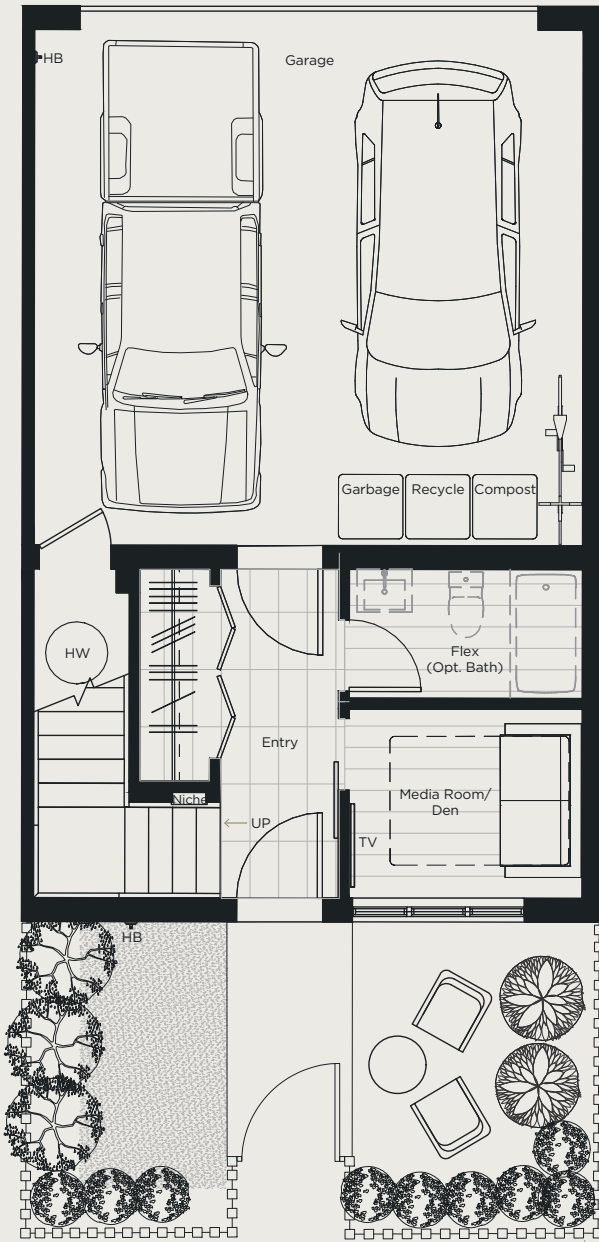 HB
Garage
Garbage
Recycle
Compost
HW
Flex
(Opt. Bath)
Entry
Media Room/
Den
Niche
UP
TV
HB